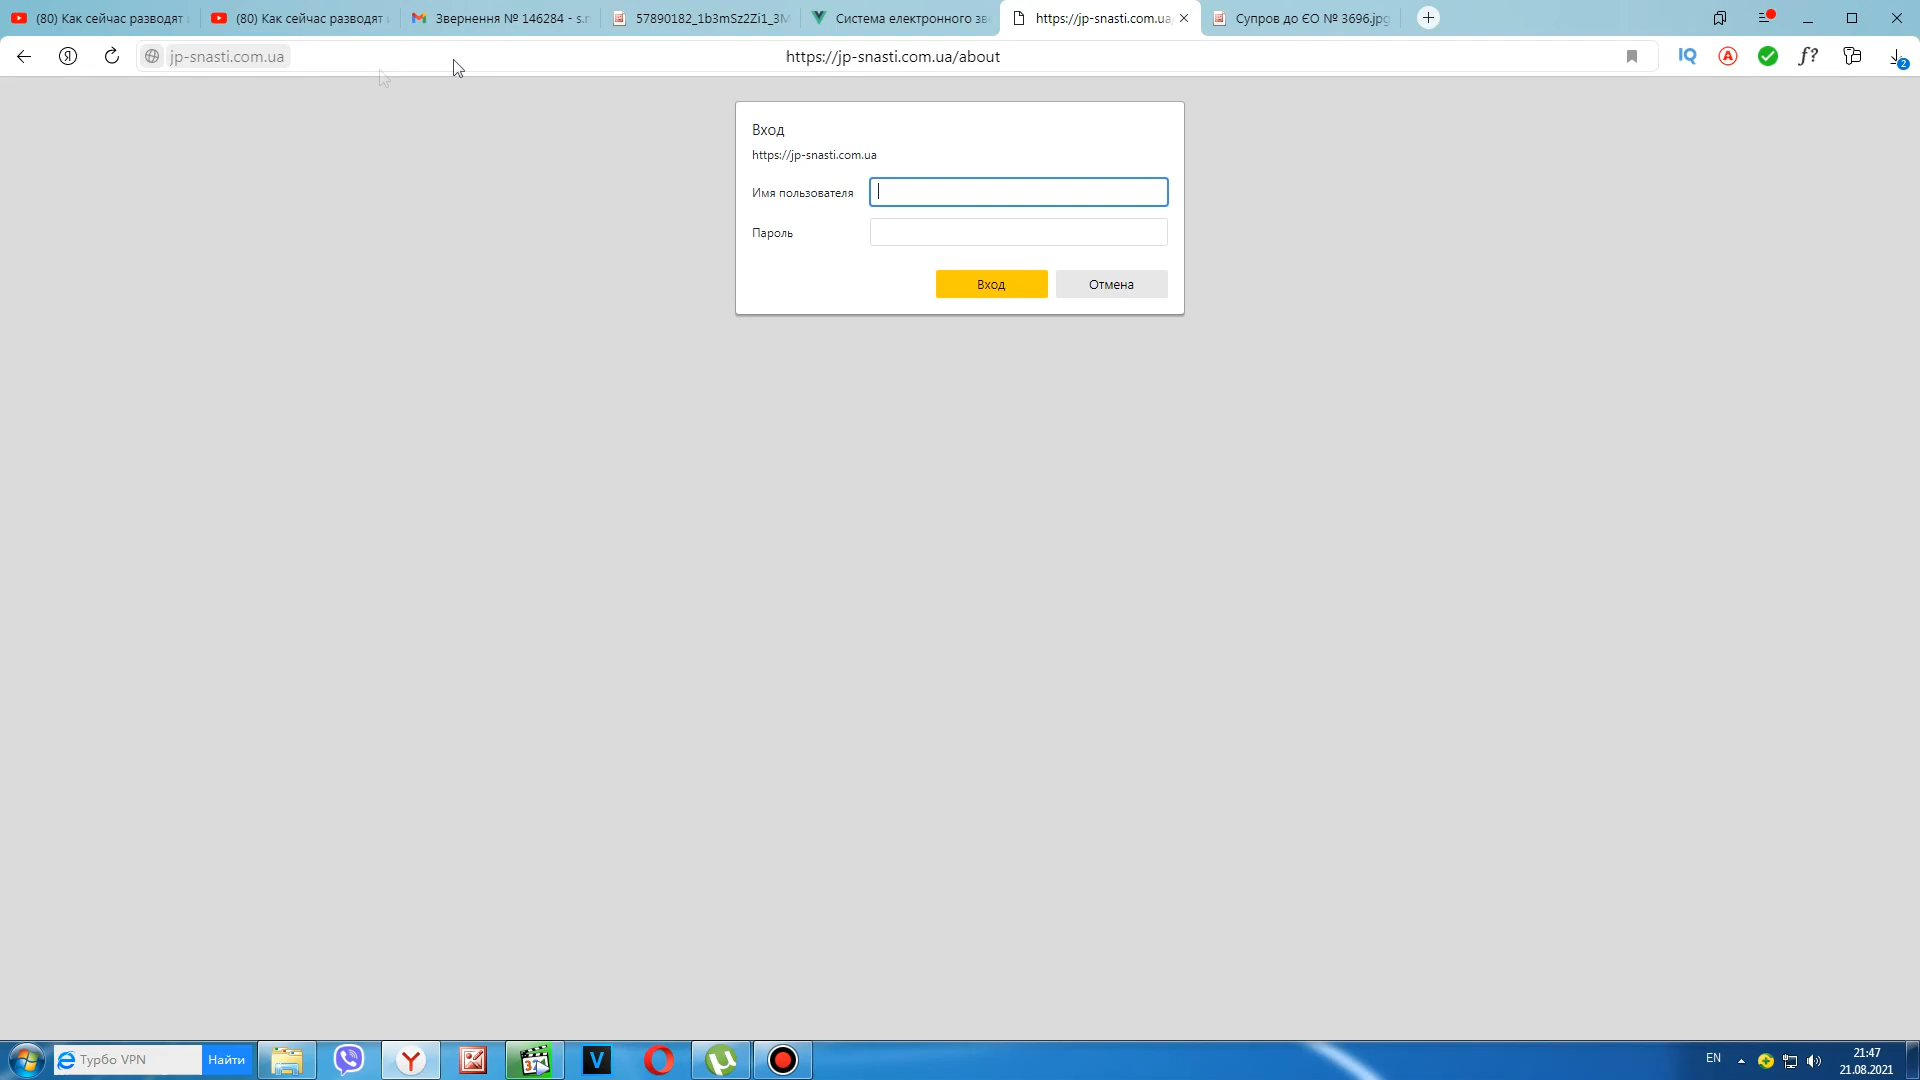 (80) Как сейчас разводят
(80) Как сейчас разводят
Звернення № 146284 - s.
57890182_1b3mSz2Zi1_3M
Система електронного зв
https://jp-snasti.com.ua
Супров до ЄО № 3696.jpg
jp-snasti.com.ua
https://jp-snasti.com.ua/about
IQ
A
f?
2
Вход
https://jp-snasti.com.ua
Имя пользователя
Пароль
Вход
Отмена
Турбо VPN
Найти
EN
21:47
21.08.2021